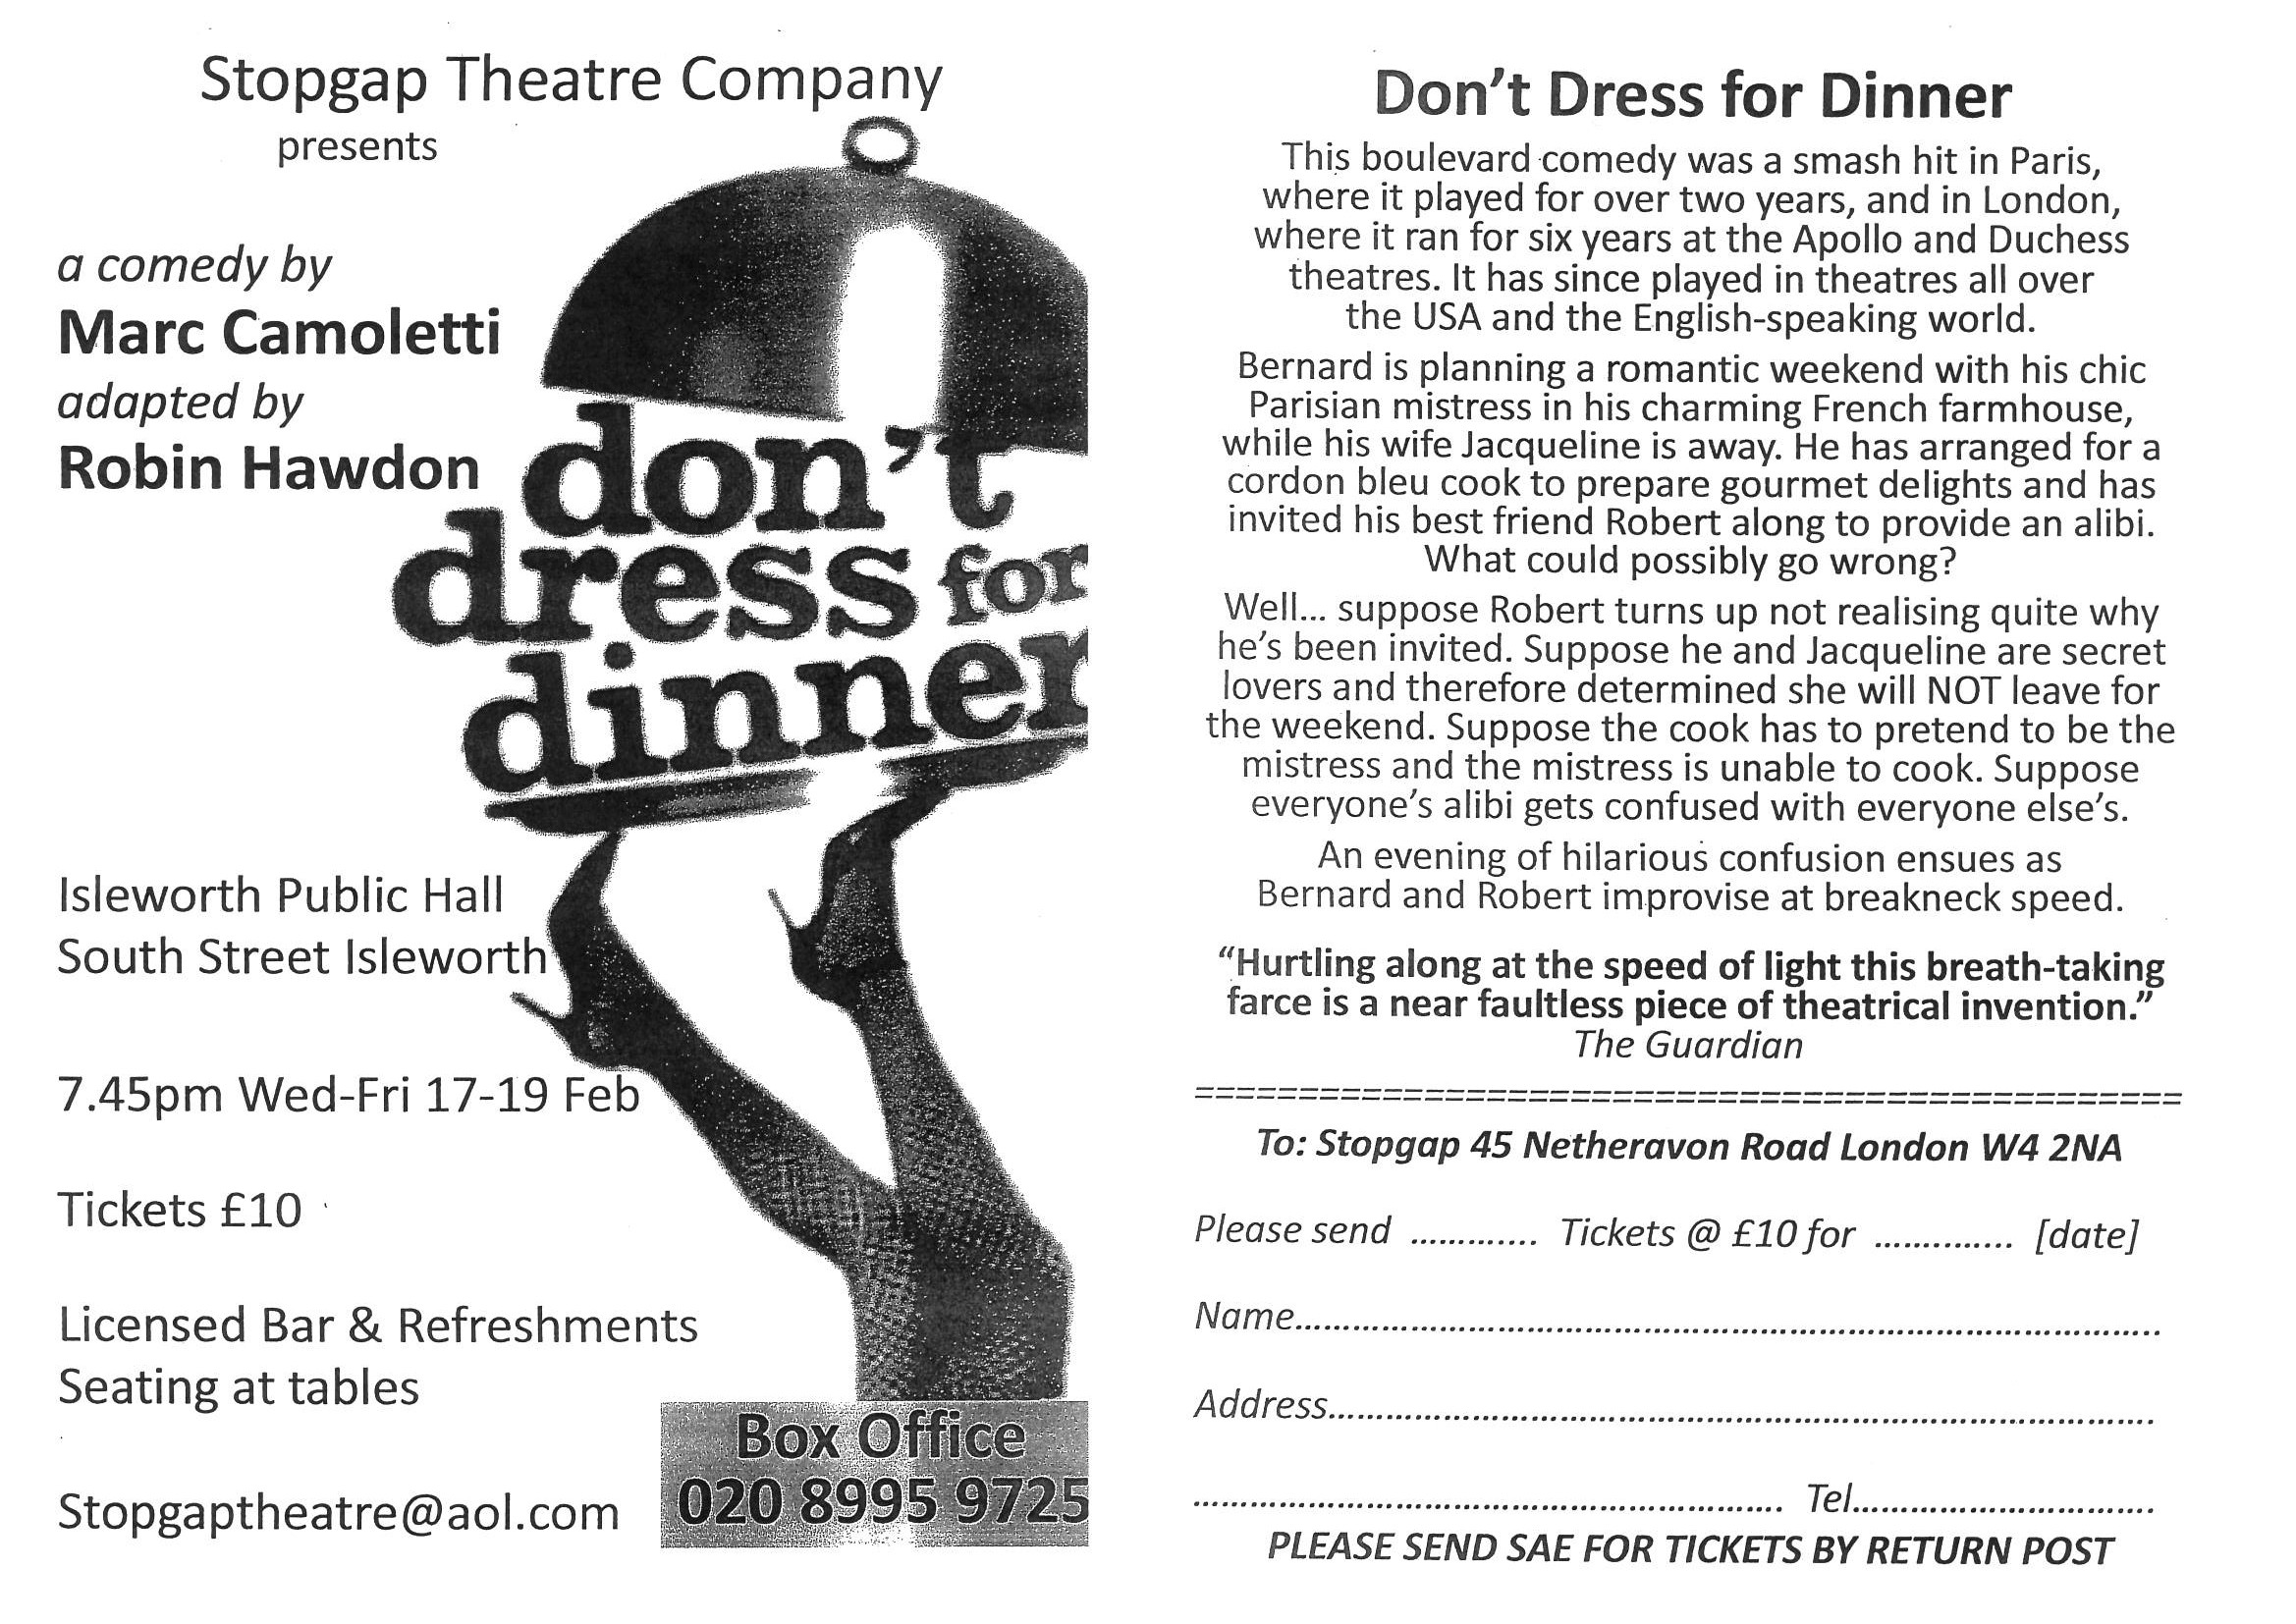 Stopgap Theatre Company
presents
a comedy by
Marc Camoletti
adapted by
Robin Hawdon
don't
dress for
dinner
Isleworth Public Hall
South Street Isleworth
7.45pm Wed-Fri 17-19 Feb
Tickets £10
Licensed Bar & Refreshments
Seating at tables
Stopgaptheatre@aol.com
Box Office
020 8995 9725
Don't Dress for Dinner
This boulevard comedy was a smash hit in Paris,
where it played for over two years, and in London,
where it ran for six years at the Apollo and Duchess
theatres. It has since played in theatres all over
the USA and the English-speaking world.
Bernard is planning a romantic weekend with his chic
Parisian mistress in his charming French farmhouse,
while his wife Jacqueline is away. He has arranged for a
cordon bleu cook to prepare gourmet delights and has
invited his best friend Robert along to provide an alibi.
What could possibly go wrong?
Well... suppose Robert turns up not realising quite why
he's been invited. Suppose he and Jacqueline are secret
lovers and therefore determined she will NOT leave for
the weekend. Suppose the cook has to pretend to be the
mistress and the mistress is unable to cook. Suppose
everyone's alibi gets confused with everyone else's.
An evening of hilarious confusion ensues as
Bernard and Robert improvise at breakneck speed.
“Hurtling along at the speed of light this breath-taking
farce is a near faultless piece of theatrical invention.”
The Guardian
===============================================
To: Stopgap 45 Netheravon Road London W4 2NA
Please send ............. Tickets @ £10 for .............. [date]
Name...........................................................................
Address.......................................................................
................................................... Tel..........................
PLEASE SEND SAE FOR TICKETS BY RETURN POST